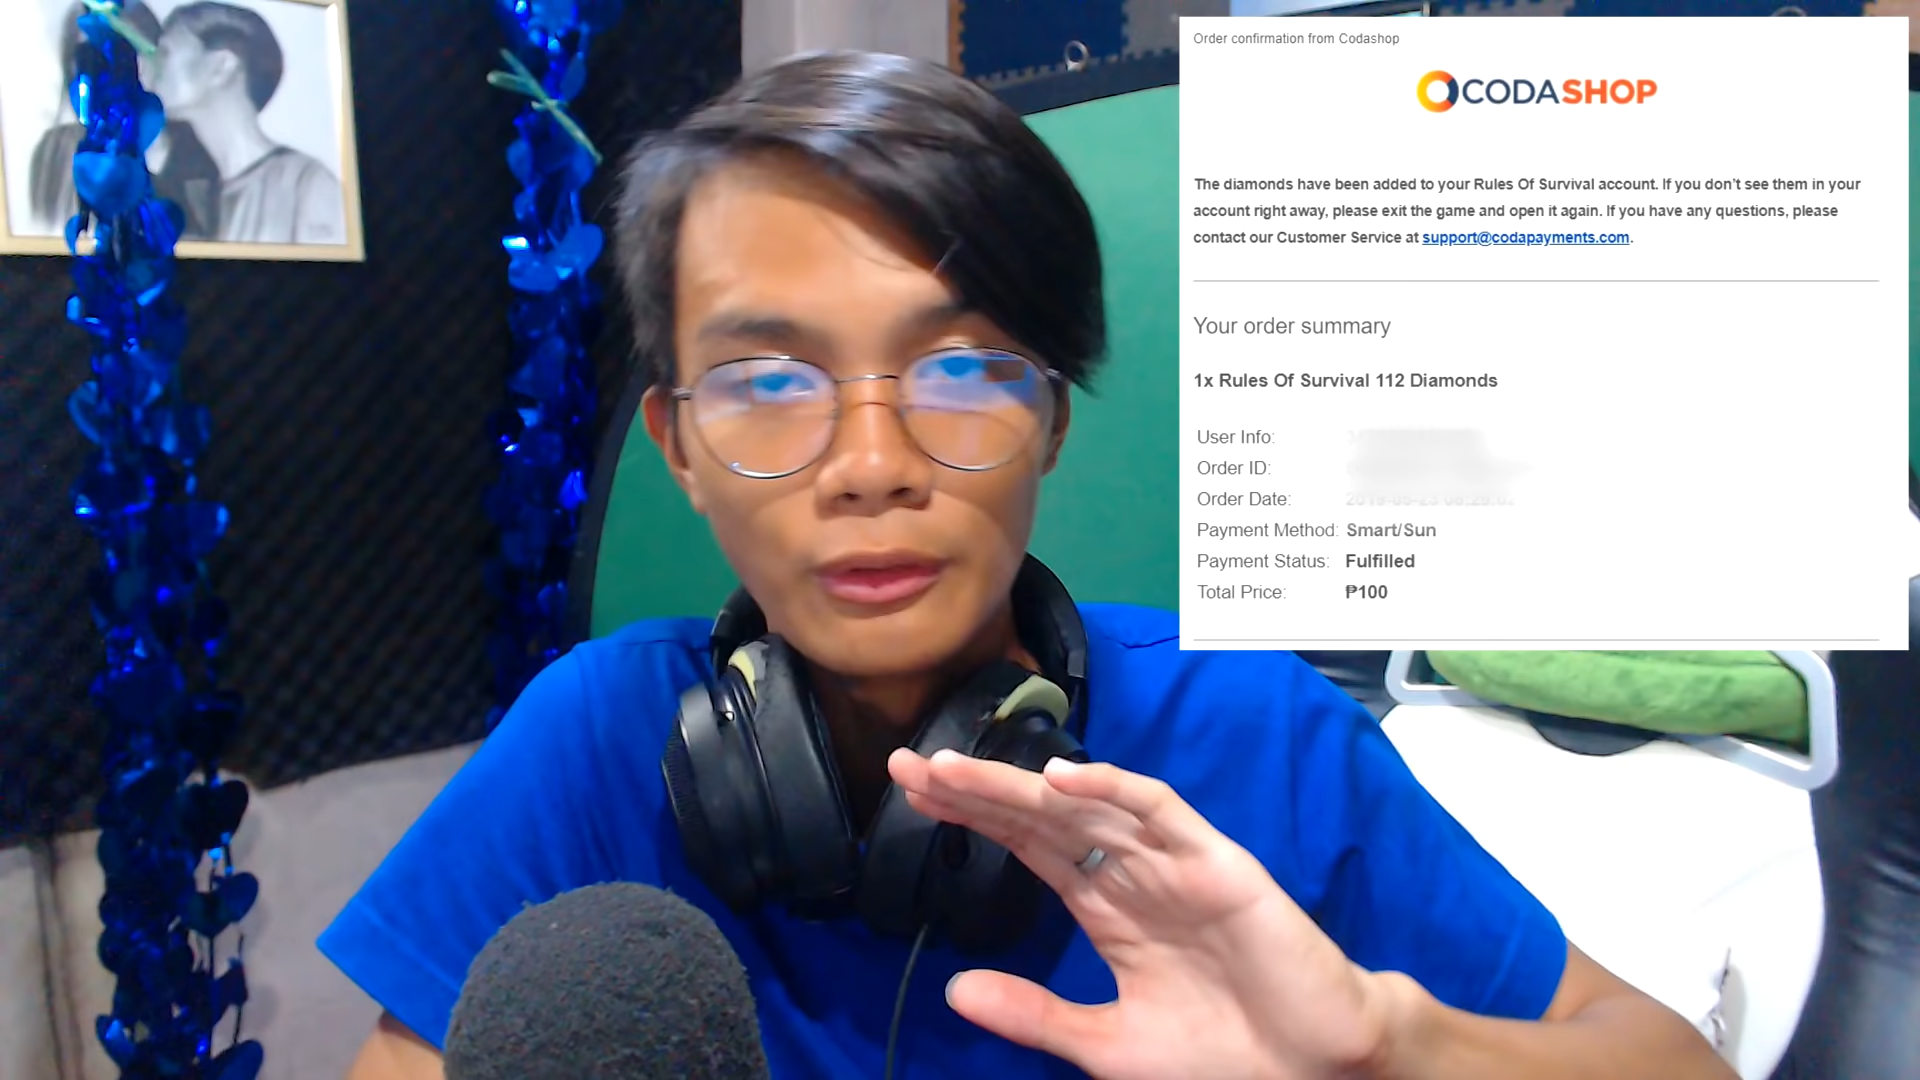 Order confirmation from Codashop
CODASHOP
The diamonds have been added to your Rules Of Survival account. If you don't see them in your
account right away, please exit the game and open it again. If you have any questions, please
contact our Customer Service at support@codapayments.com.
Your order summary
1x Rules Of Survival 112 Diamonds
User Info:
Order ID:
Order Date:
Payment Method: Smart/Sun
Payment Status: Fulfilled
Total Price: ₱100